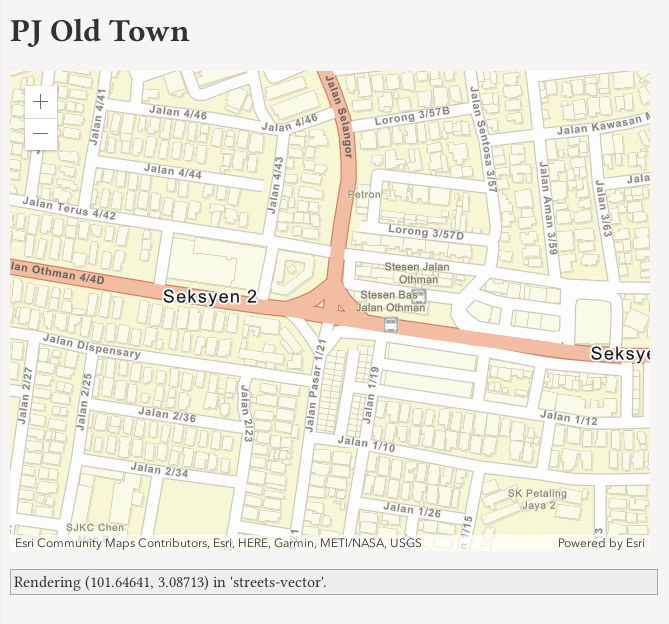 PJ Old Town
+
−
Jalan 4/41
Jalan 4/46
Jalan 4/46
Jalan Selangor
Lorong 3/57B
Jalan Sentosa 3/57
Jalan Kawasan M
Jalan 4/44
Jalan 4/43
Jalan Aman 3/59
Jalan 3/63
Jala
Petron
Jalan Terus 4/42
Lorong 3/57D
lan Othman 4/4D
Stesen Jalan
Othman
Seksyen 2
Stesen Bas
Jalan Othman
Seksye
Jalan Dispensary
Jalan Pasar 1/21
Jalan 1/19
Jalan 2/27
Jalan 2/25
Jalan 2/36
Jalan 2/23
Jalan 1/12
Jalan 1/10
Jalan 2/34
SK Petaling
Jaya 2
Jalan 1/26
SJKC Chen
1/15
Esri Community Maps Contributors, Esri, HERE, Garmin, METI/NASA, USGS
Powered by Esri
Rendering (101.64641, 3.08713) in 'streets-vector'.